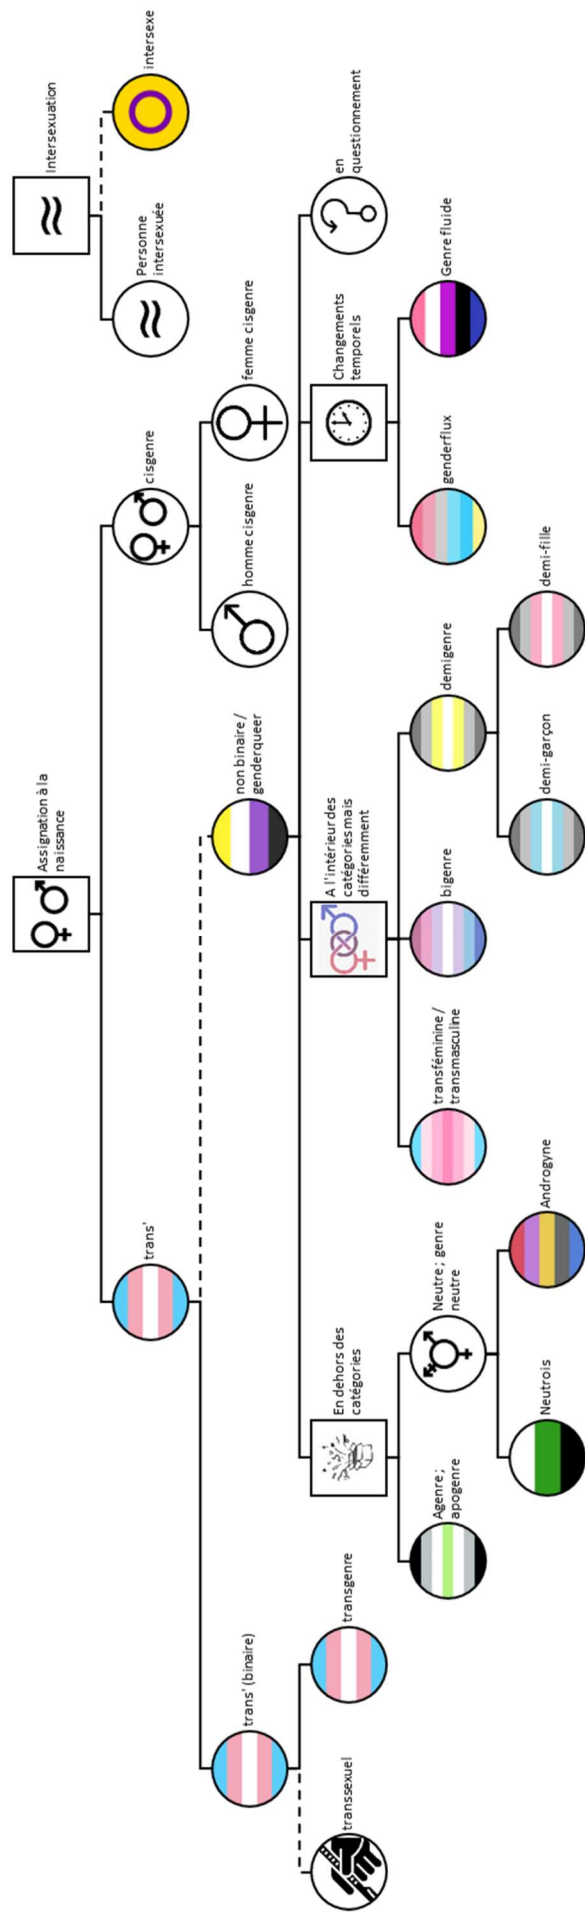 Assignation à la
naissance
Intersexuation
trans'
cisgenre
Personne
intersexuée
intersexe
trans' (binaire)
non binaire /
genderqueer
homme cisgenre
femme cisgenre
transsexuel
transgenre
En dehors des
catégories
A l'intérieur des
catégories mais
différemment
Changements
temporels
en
questionnement
Agenre ;
apogenre
Neutre ; genre
neutre
transféminine /
transmasculine
bigenre
demigenre
genderflux
Genre fluide
Neutrois
Androgyne
demi-garçon
demi-fille